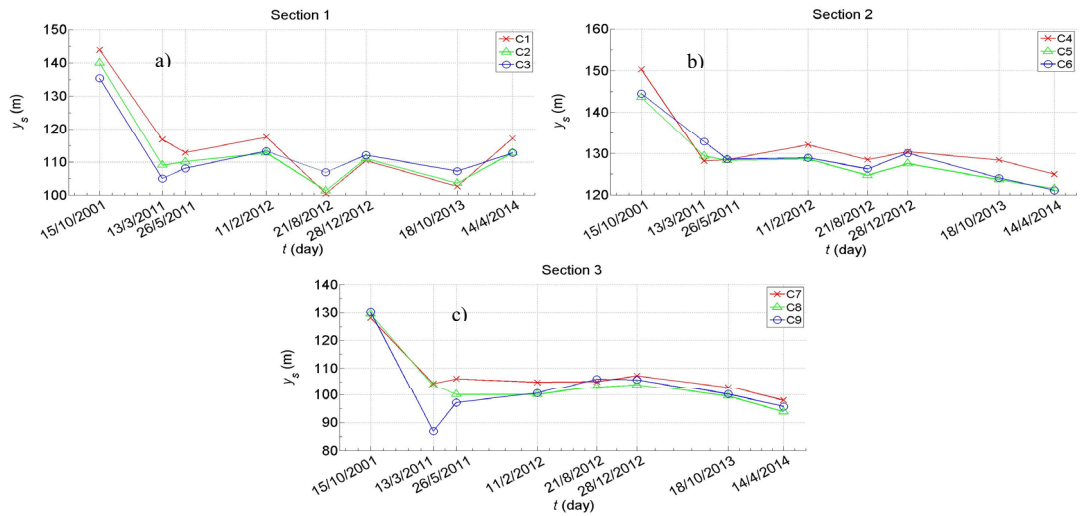 Section 1
150
140
130
120
110
100
y_s (m)
a)
C1
C2
C3
15/10/2001
13/3/2011
26/5/2011
11/2/2012
21/8/2012
28/12/2012
18/10/2013
14/4/2014
t (day)
Section 2
160
150
140
130
120
y_s (m)
b)
C4
C5
C6
15/10/2001
13/3/2011
26/5/2011
11/2/2012
21/8/2012
28/12/2012
18/10/2013
14/4/2014
t (day)
Section 3
130
120
110
100
90
80
y_s (m)
c)
C7
C8
C9
15/10/2001
13/3/2011
26/5/2011
11/2/2012
21/8/2012
28/12/2012
18/10/2013
14/4/2014
t (day)